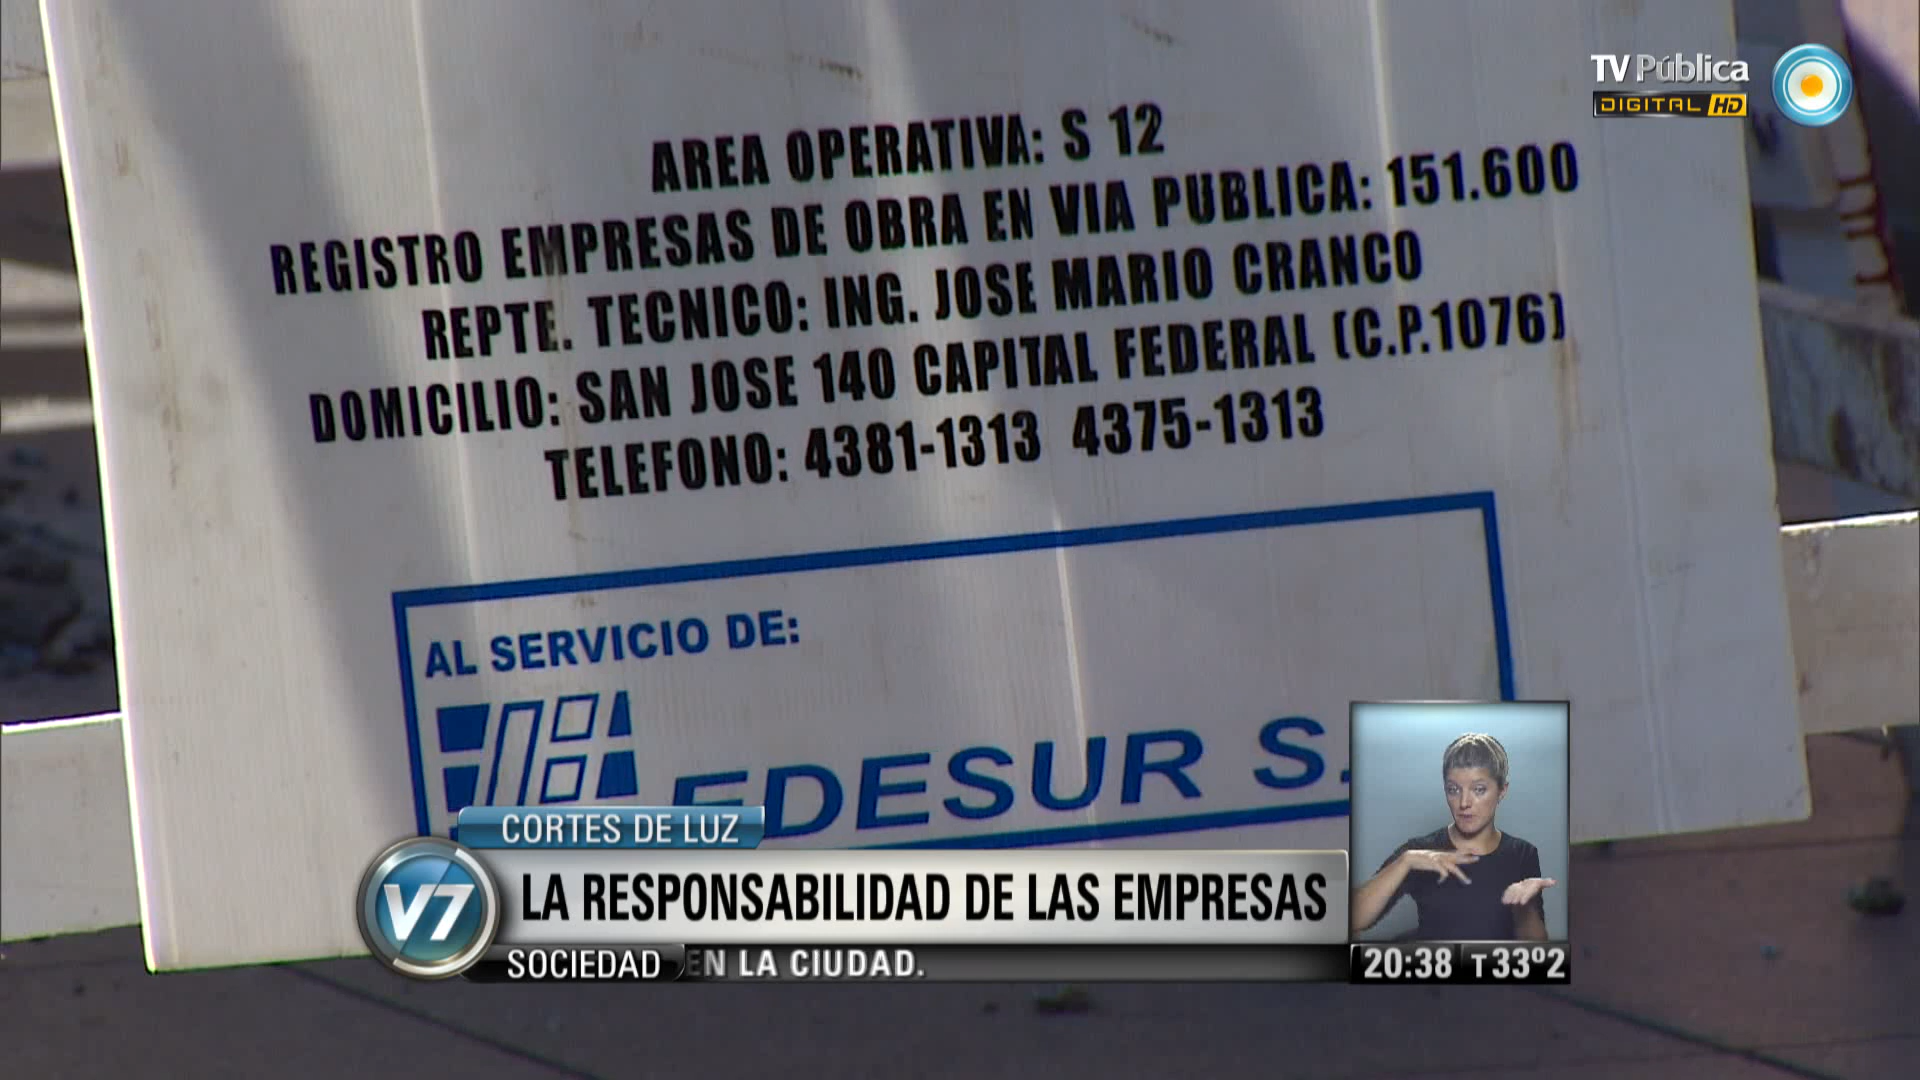 TV Pública
DIGITAL HD
AREA OPERATIVA: S 12
REGISTRO EMPRESAS DE OBRA EN VIA PUBLICA: 151.600
REPTE. TECNICO: ING. JOSE MARIO CRANCO
DOMICILIO: SAN JOSE 140 CAPITAL FEDERAL (C.P.1076)
TELEFONO: 4381-1313 4375-1313
AL SERVICIO DE:
EDESUR S.
CORTES DE LUZ
V7
LA RESPONSABILIDAD DE LAS EMPRESAS
SOCIEDAD EN LA CIUDAD.
20:38 T 33º2